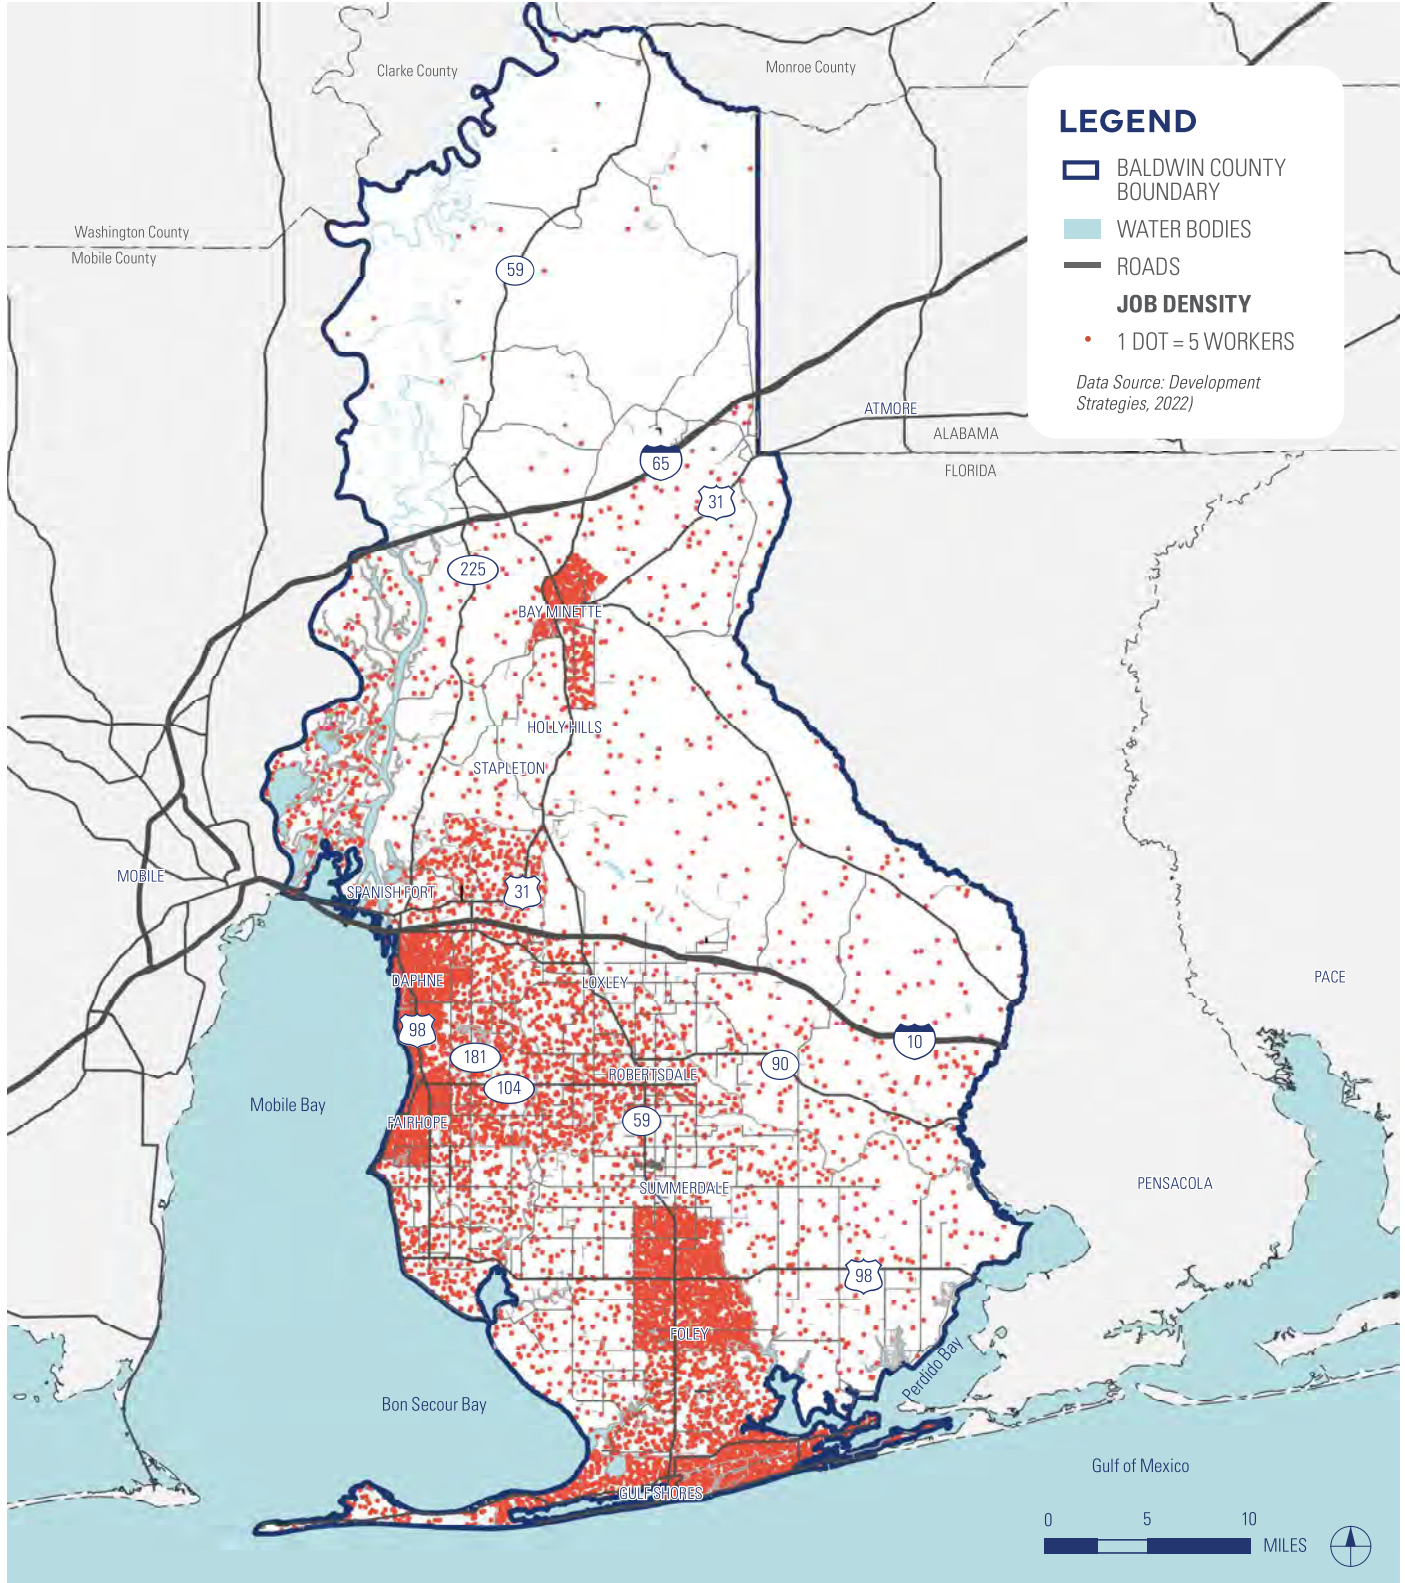 Clarke County
Monroe County
LEGEND
BALDWIN COUNTY
BOUNDARY
WATER BODIES
ROADS
JOB DENSITY
1 DOT = 5 WORKERS
Data Source: Development
Strategies, 2022)
Washington County
Mobile County
59
ATMORE
ALABAMA
FLORIDA
65
31
225
BAY MINETTE
HOLLY HILLS
STAPLETON
MOBILE
SPANISH FORT
31
DAPHNE
LOXLEY
PACE
98
10
181
90
ROBERTSDALE
104
Mobile Bay
FAIRHOPE
59
SUMMERDALE
PENSACOLA
98
FOLEY
Perdido Bay
Bon Secour Bay
Gulf of Mexico
GULF SHORES
0 5 10
MILES